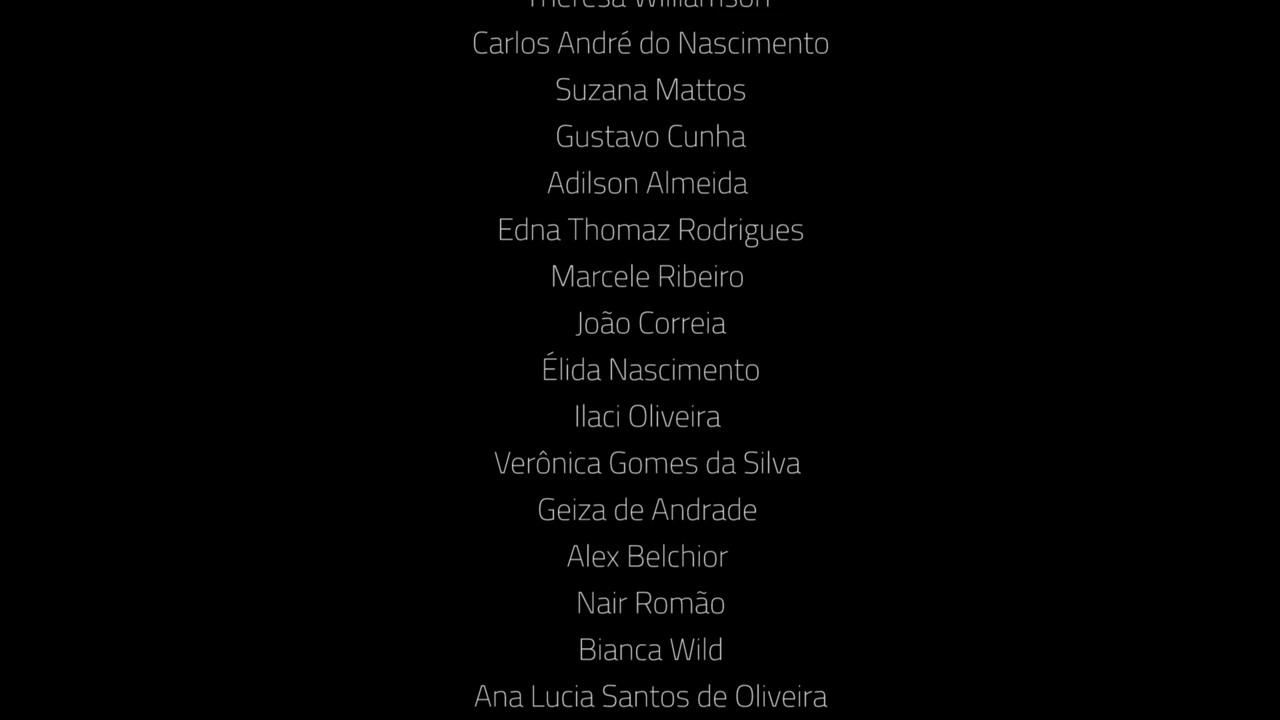 Theresa Williamson
Carlos André do Nascimento
Suzana Mattos
Gustavo Cunha
Adilson Almeida
Edna Thomaz Rodrigues
Marcele Ribeiro
João Correia
Élida Nascimento
Ilaci Oliveira
Verônica Gomes da Silva
Geiza de Andrade
Alex Belchior
Nair Romão
Bianca Wild
Ana Lucia Santos de Oliveira